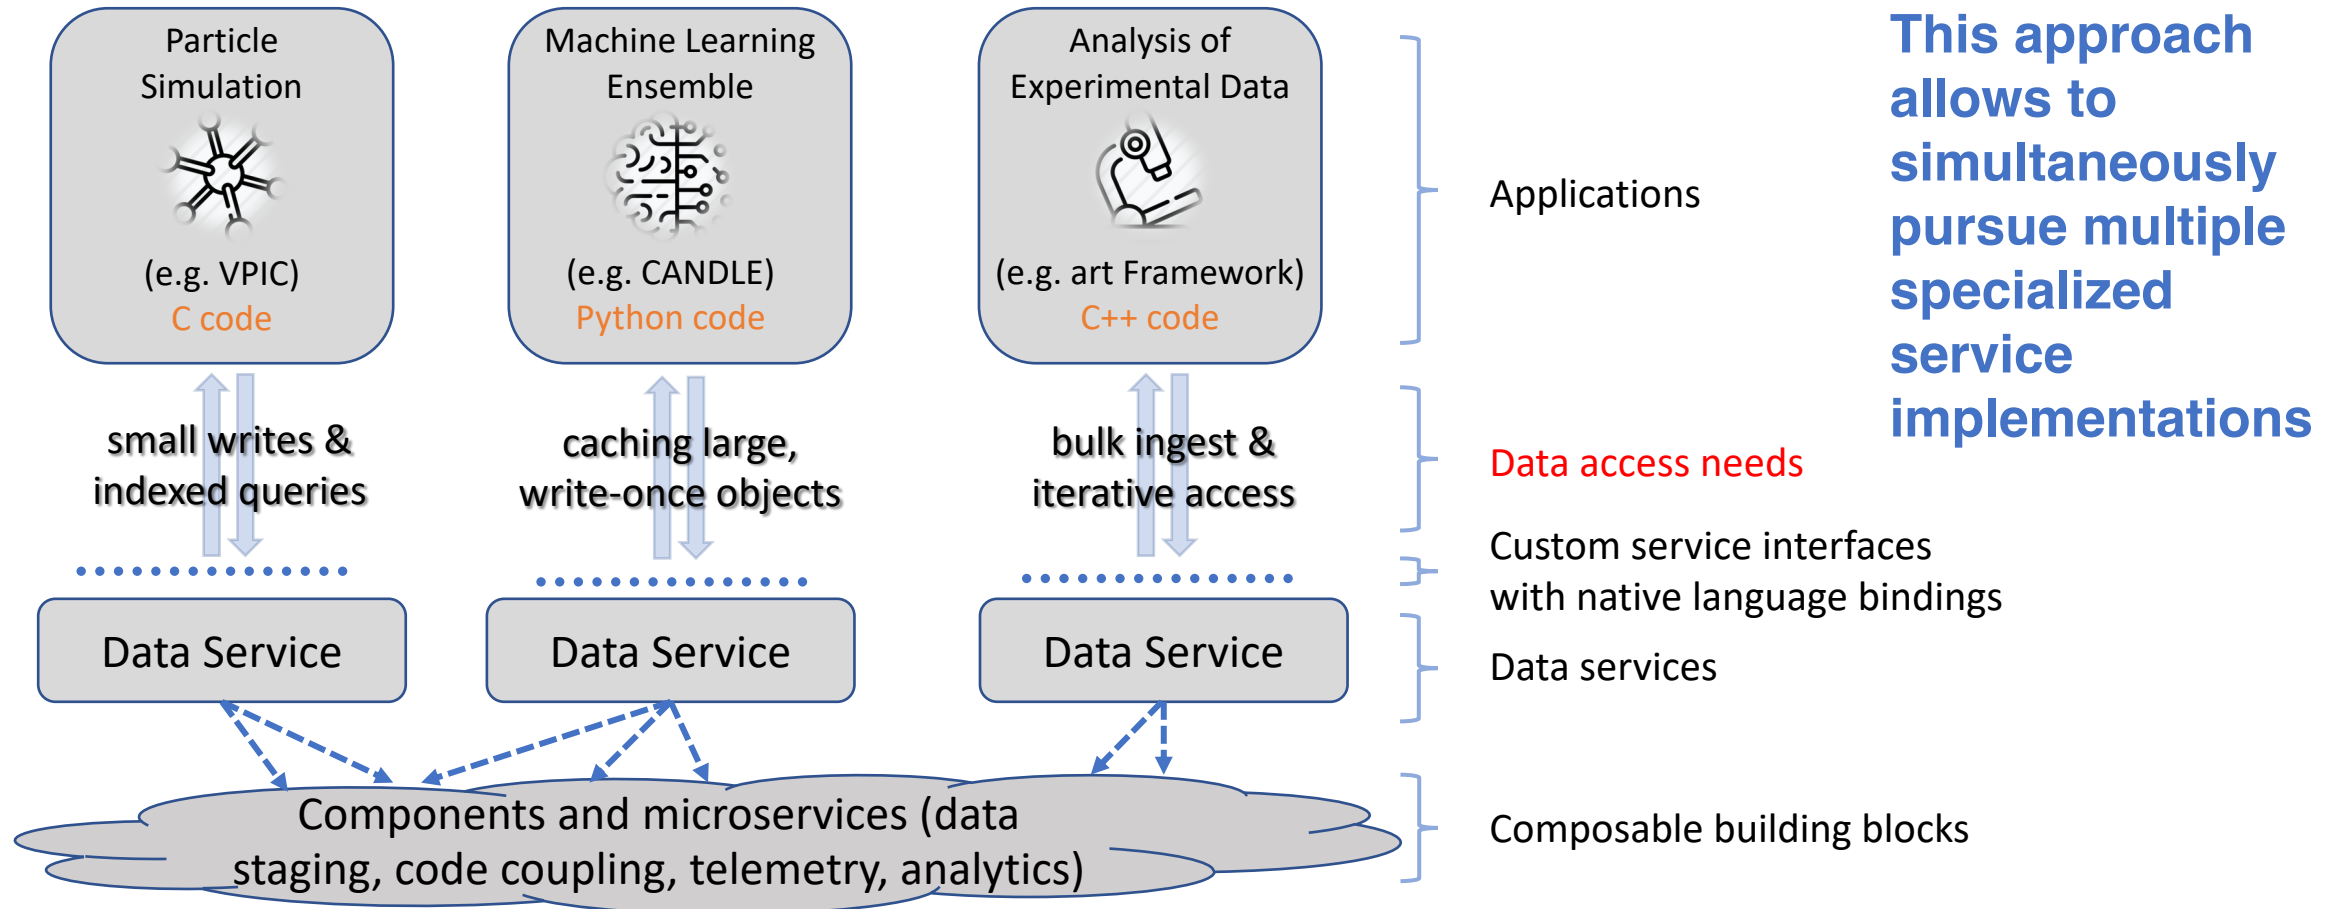 Particle
Simulation
(e.g. VPIC)
C code
Machine Learning
Ensemble
(e.g. CANDLE)
Python code
Analysis of
Experimental Data
(e.g. art Framework)
C++ code
Applications
This approach
allows to
simultaneously
pursue multiple
specialized
service
implementations
small writes &
indexed queries
caching large,
write-once objects
bulk ingest &
iterative access
Data access needs
Custom service interfaces
with native language bindings
Data Service
Data Service
Data Service
Data services
Components and microservices (data
staging, code coupling, telemetry, analytics)
Composable building blocks